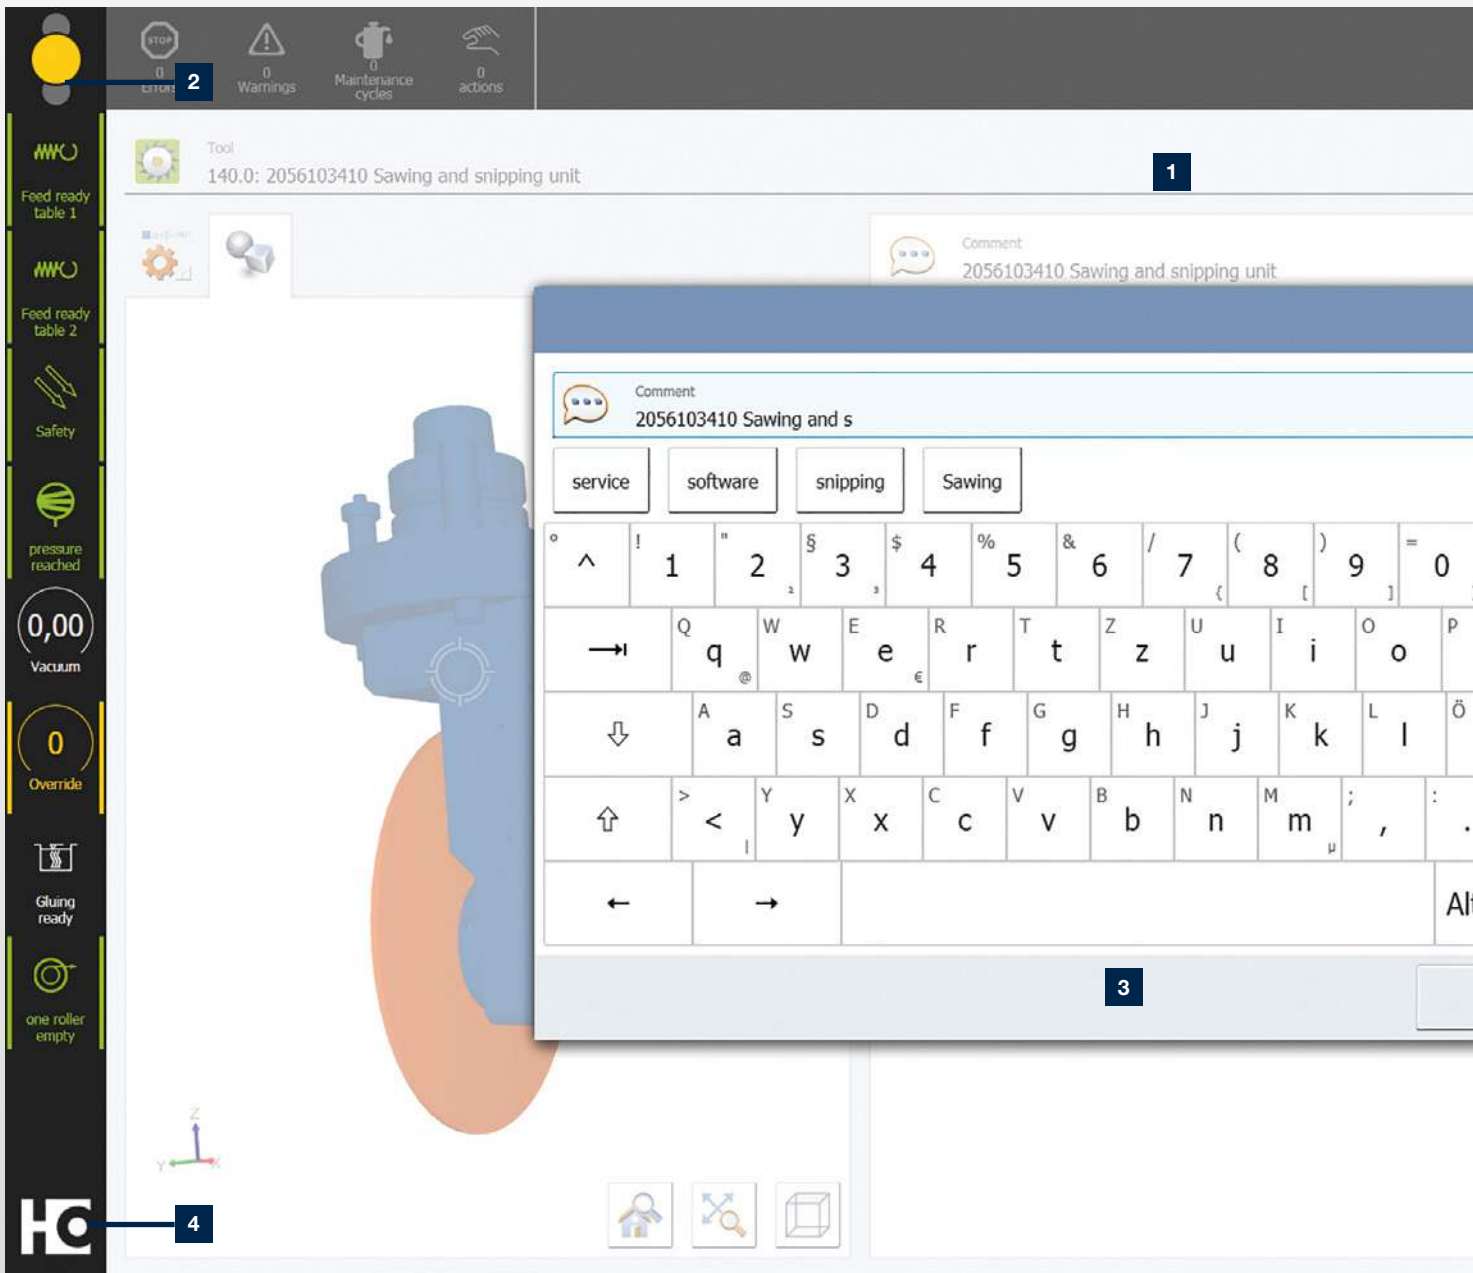 STOP
0
Errors
2
0
Warnings
0
Maintenance
cycles
0
actions
Feed ready
table 1
Feed ready
table 2
Safety
pressure
reached
0,00
Vacuum
0
Override
Gluing
ready
one roller
empty
HC
4
Tool
140.0: 2056103410 Sawing and snipping unit
1
Comment
2056103410 Sawing and snipping unit
Comment
2056103410 Sawing and s
service software snipping Sawing
° ^ ! 1 " 2 ² § 3 ³ $ 4 % 5 & 6 / 7 { ( 8 [ ) 9 ] = 0
Q q @ W w E e € R r T t Z z U u I i O o P
A a S s D d F f G g H h J j K k L l Ö
> < | Y y X x C c V v B b N n M m µ ; , : .
← → Alt
3
Z
Y X